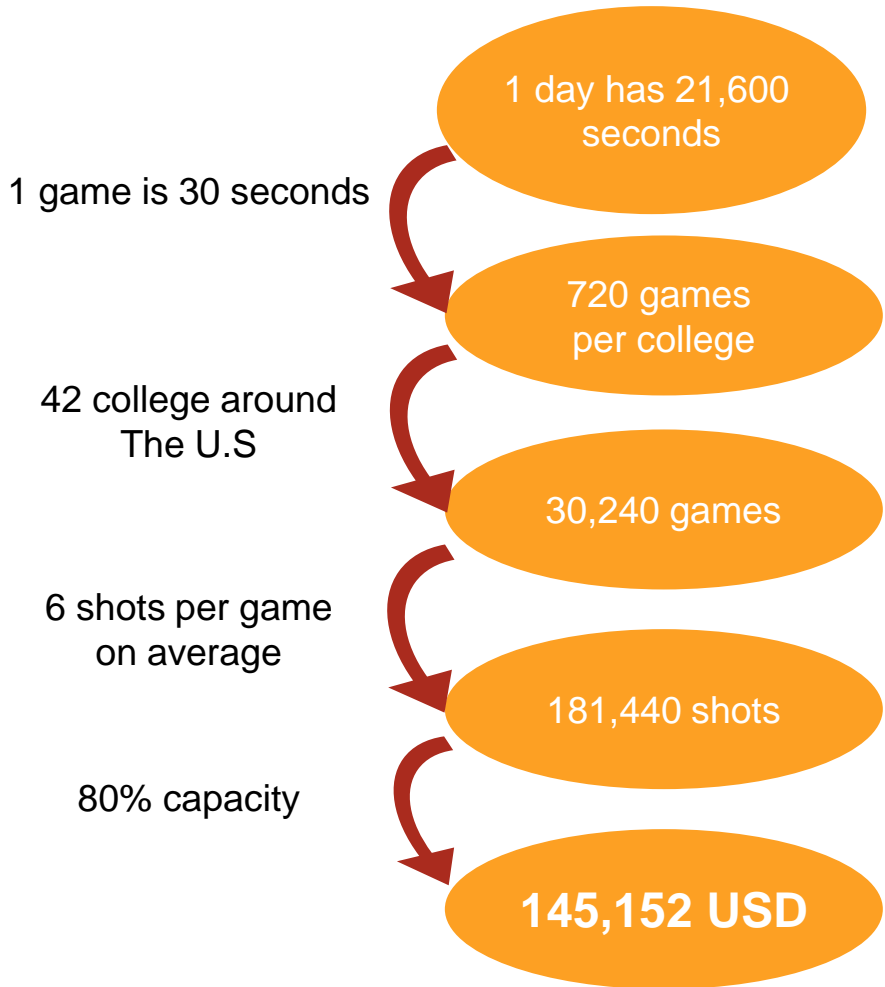 1 day has 21,600
seconds
1 game is 30 seconds
720 games
per college
42 college around
The U.S
30,240 games
6 shots per game
on average
181,440 shots
80% capacity
145,152 USD